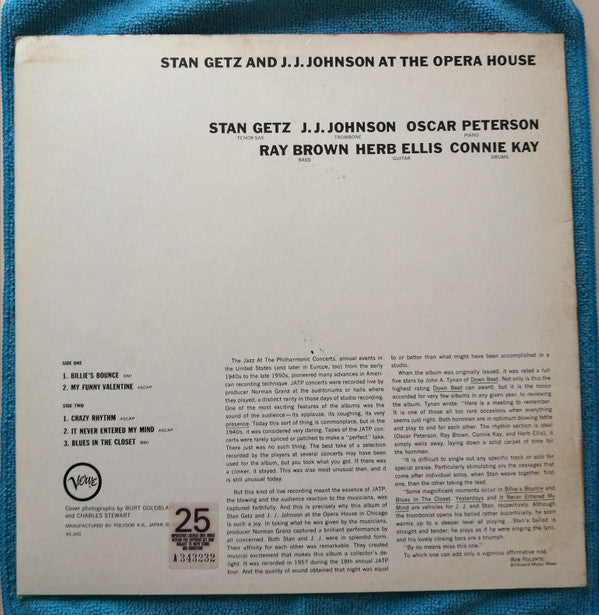 STAN GETZ AND J.J. JOHNSON AT THE OPERA HOUSE
STAN GETZ J.J. JOHNSON OSCAR PETERSON
TENOR SAX TROMBONE PIANO
RAY BROWN HERB ELLIS CONNIE KAY
BASS GUITAR DRUMS
SIDE ONE
1. BILLIE'S BOUNCE BMI
2. MY FUNNY VALENTINE ASCAP
SIDE TWO
1. CRAZY RHYTHM ASCAP
2. IT NEVER ENTERED MY MIND ASCAP
3. BLUES IN THE CLOSET BMI
Verve
Cover photographs by BURT GOLDBLAT
and CHARLES STEWART
MANUFACTURED BY POLYDOR K.K. JAPAN
¥2,300
25
A 343232
The Jazz At The Philharmonic Concerts, annual events in
the United States (and later in Europe, too) from the early
1940s to the late 1950s, pioneered many advances in Ameri-
can recording technique. JATP concerts were recorded live by
producer Norman Granz at the auditoriums or halls where
they played, a distinct rarity in those days of studio recording.
One of the most exciting features of the albums was the
sound of the audience—its applause, its roughing, its very
presence. Today this sort of thing is commonplace, but in the
1940s, it was considered very daring. Tapes of the JATP con-
certs were rarely spliced or patched to make a "perfect" take.
There just was no such thing. The best take of a selection
recorded by the players at several concerts may have been
used for the album, but you took what you got. If there was
a clinker, it stayed. This was also most unusual then, and it
is still unusual today.
But this kind of live recording meant the essence of JATP,
the blowing and the audience reaction to the musicians, was
captured faithfully. And this is precisely why this album of
Stan Getz and J. J. Johnson at the Opera House in Chicago
is such a joy. In taking what he was given by the musicians,
producer Norman Granz captured a brilliant performance by
all concerned. Both Stan and J. J. were in splendid form.
Their affinity for each other was remarkable. They created
musical excitement that makes this album a collector's de-
light. It was recorded in 1957 during the 18th annual JATP
tour. And the quality of sound obtained that night was equal
to or better than what might have been accomplished in a
studio.
When the album was originally issued, it was rated a full
five stars by John A. Tynan of Down Beat. Not only is this the
highest rating Down Beat can award, but it is the honor
accorded for very few albums in any given year. In reviewing
the album, Tynan wrote: "Here is a meeting to remember.
It is one of those all too rare occasions when everything
seems just right. Both hornmen are in optimum blowing fettle
and play to and for each other. The rhythm section is ideal
(Oscar Peterson, Ray Brown, Connie Kay, and Herb Ellis), it
simply wails away, laying down a solid carpet of time for
the hornmen.
"It is difficult to single out any specific track or solo for
special praise. Particularly stimulating are the passages that
come after individual solos, when Stan weave together, first
one, then the other taking the lead.
"Some magnificent moments occur in Billie's Bounce and
Blues In The Closet. Yesterdays and It Never Entered My
Mind are vehicles for J. J. and Stan, respectively. Although
the trombonist opens his ballad rather superficially, he soon
warms up to a deeper level of playing ...Stan's ballad is
straight and tender; he plays as if he were singing the lyric
and his lovely closing bars are a triumph.
"By no means miss this one."
To which one can add only a vigorous affirmative nod.
BOB ROLONTZ
Billboard Music Week